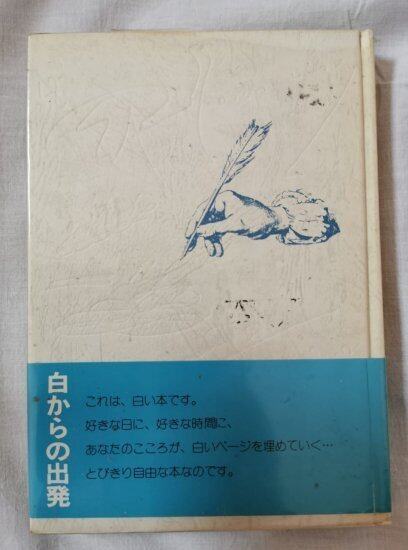 白からの出発
これは、白い本です。
好きな日に、好きな時間に、
あなたのこころが、白いページを埋めていく…
とびきり自由な本なのです。